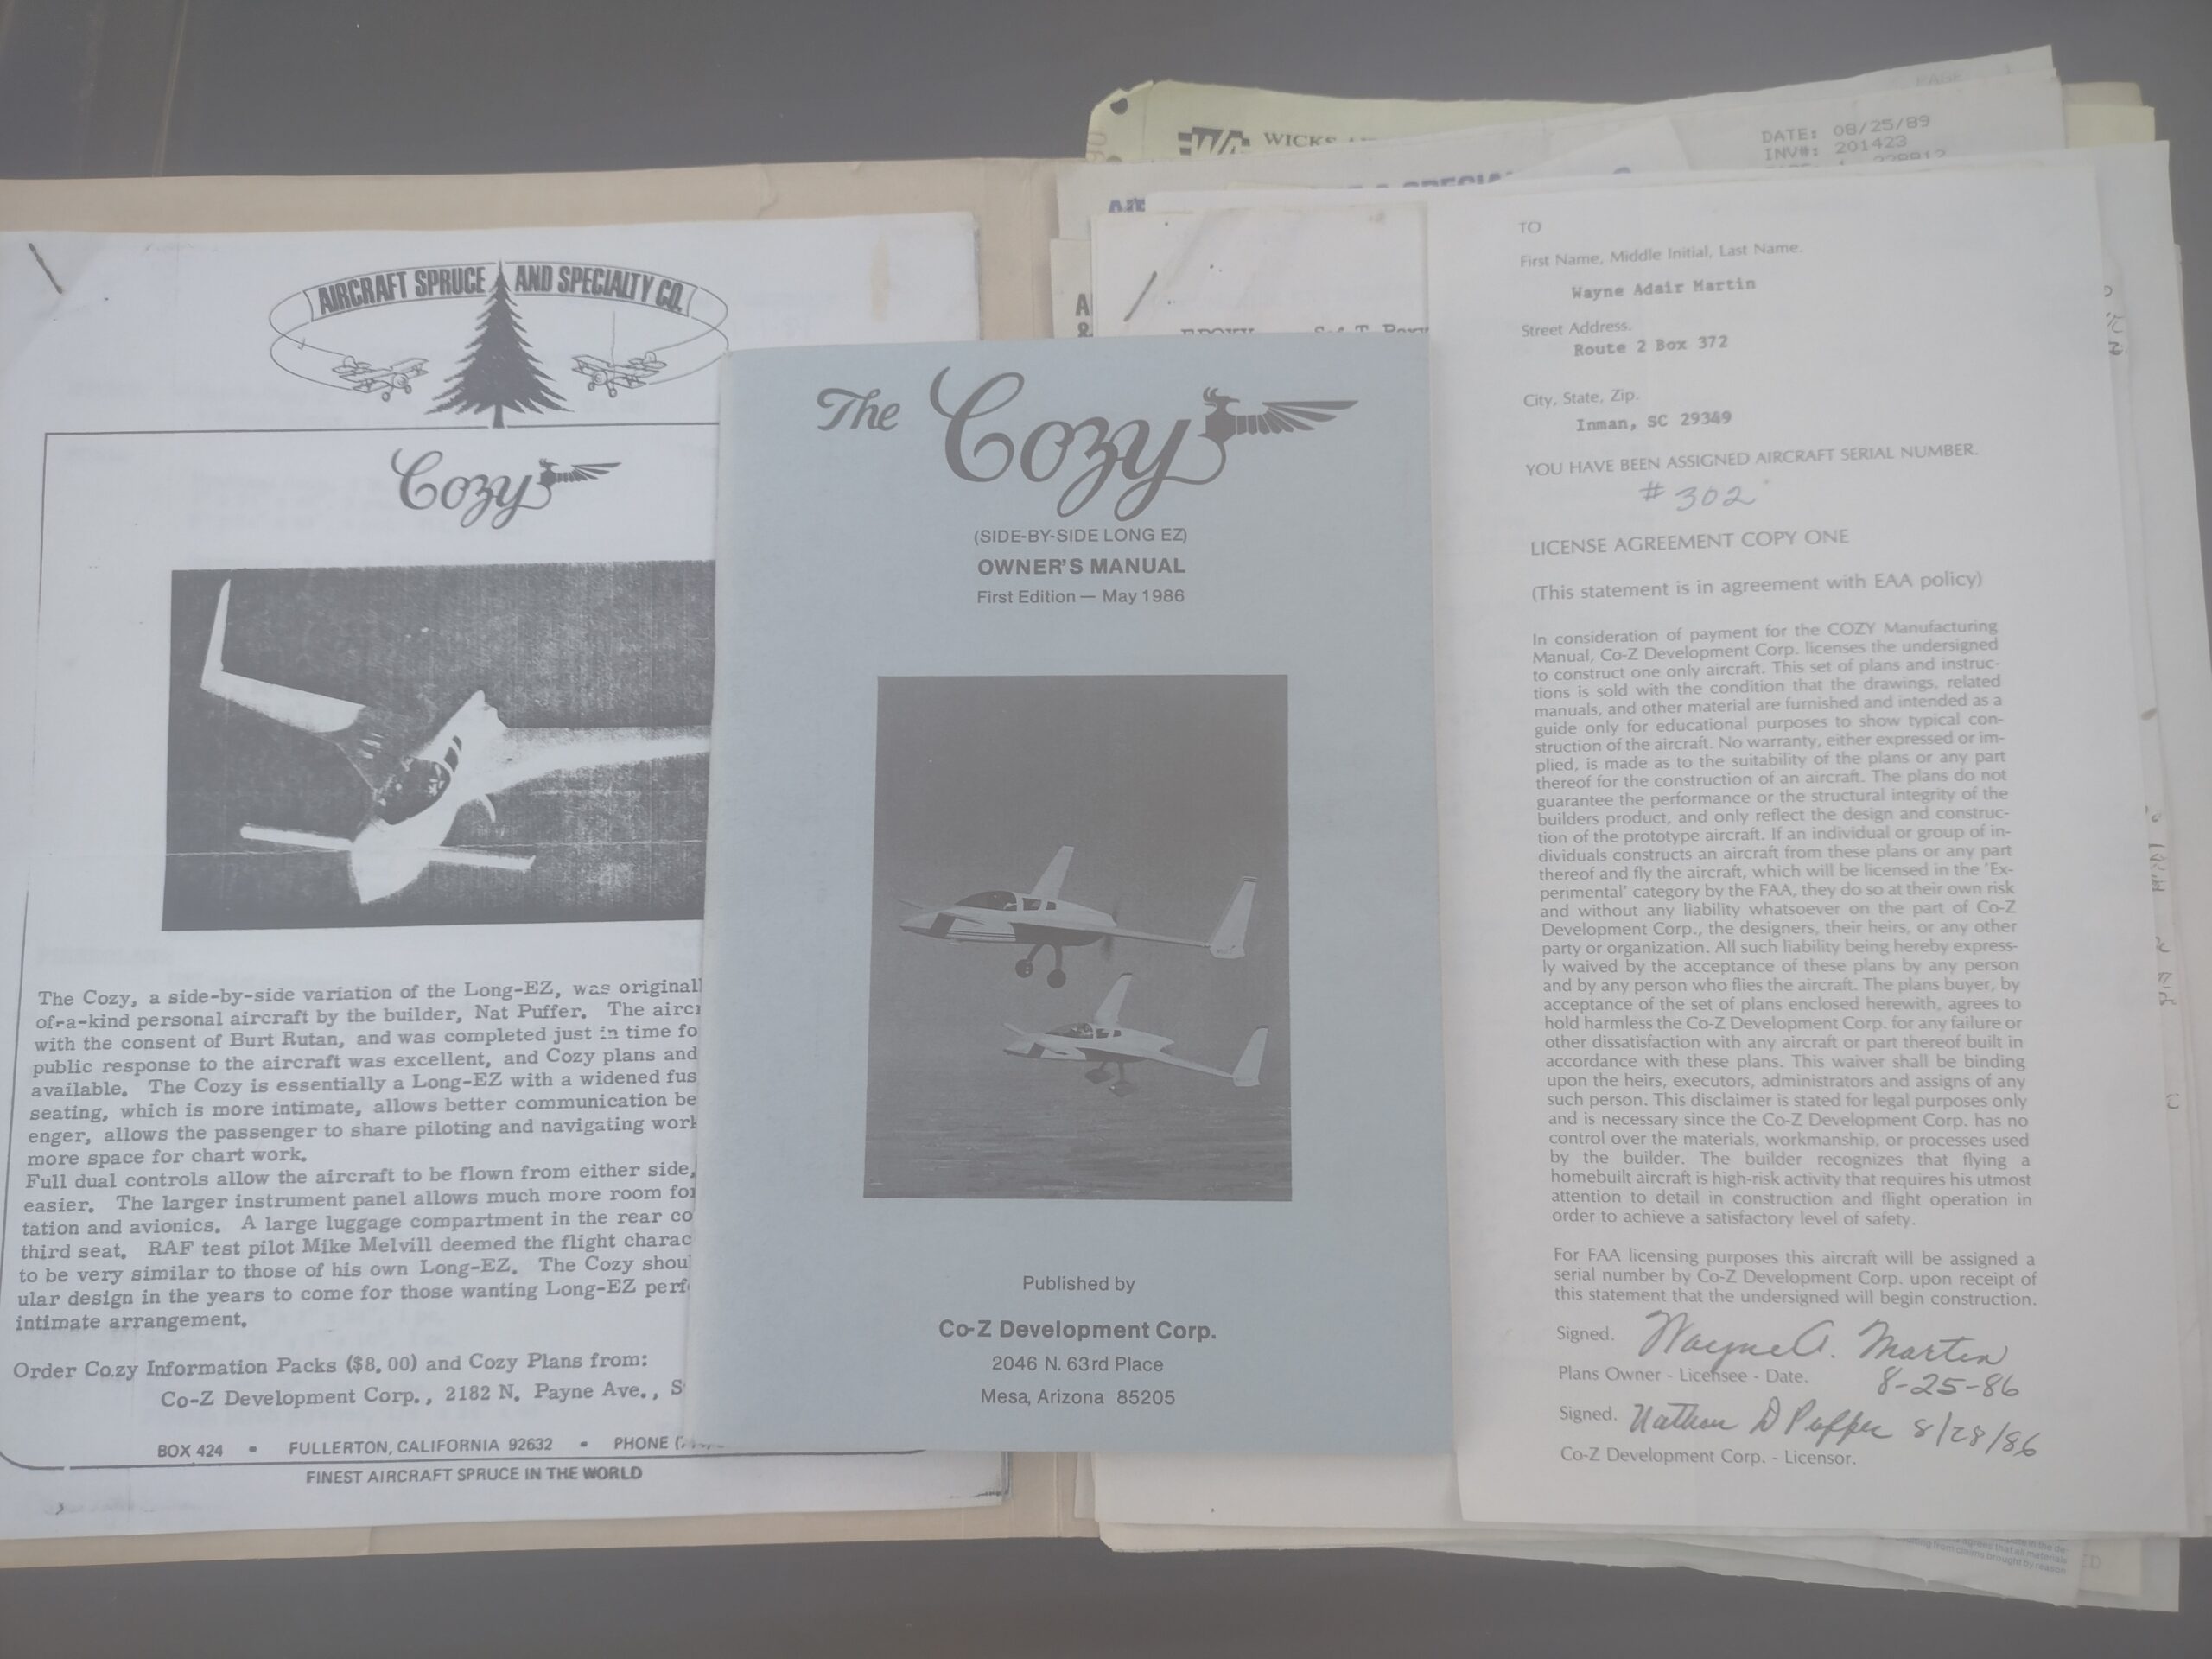 AIRCRAFT SPRUCE AND SPECIALTY CO.
Cozy
The Cozy, a side-by-side variation of the Long-EZ, was original
of-a-kind personal aircraft by the builder, Nat Puffer. The
with the consent of Burt Rutan, and was completed just in time fo
public response to the aircraft was excellent, and Cozy plans and
available. The Cozy is essentially a Long-EZ with a widened fus
seating, which is more intimate, allows better communication be
enger, allows the passenger to share piloting and navigating
more space for chart work.
Full dual controls allow the aircraft to be flown from either side,
easier. The larger instrument panel allows much more room for
tation and avionics. A large luggage compartment in the rear co
third seat. RAF test pilot Mike Melvill deemed the flight charac
to be very similar to those of his own Long-EZ. The Cozy shou
ular design in the years to come for those wanting Long-EZ perf
intimate arrangement.
Order Cozy Information Packs ($8.00) and Cozy Plans from:
Co-Z Development Corp., 2182 N. Payne Ave., S
BOX 424 • FULLERTON, CALIFORNIA 92632 • PHONE
FINEST AIRCRAFT SPRUCE IN THE WORLD
The Cozy
(SIDE-BY-SIDE LONG EZ)
OWNER'S MANUAL
First Edition — May 1986
Published by
Co-Z Development Corp.
2046 N. 63rd Place
Mesa, Arizona 85205
WICKS
DATE: 08/25/89
INV#: 201423
A
&
TO
First Name, Middle Initial, Last Name.
Wayne Adair Martin
Street Address.
Route 2 Box 372
City, State, Zip.
Inman, SC 29349
YOU HAVE BEEN ASSIGNED AIRCRAFT SERIAL NUMBER.
# 302
LICENSE AGREEMENT COPY ONE
(This statement is in agreement with EAA policy)
In consideration of payment for the COZY Manufacturing
Manual, Co-Z Development Corp. licenses the undersigned
to construct one only aircraft. This set of plans and instruc-
tions is sold with the condition that the drawings, related
manuals, and other material are furnished and intended as a
guide only for educational purposes to show typical con-
struction of the aircraft. No warranty, either expressed or im-
plied, is made as to the suitability of the plans or any part
thereof for the construction of an aircraft. The plans do not
guarantee the performance or the structural integrity of the
builders product, and only reflect the design and construc-
tion of the prototype aircraft. If an individual or group of in-
dividuals constructs an aircraft from these plans or any part
thereof and fly the aircraft, which will be licensed in the 'Ex-
perimental' category by the FAA, they do so at their own risk
and without any liability whatsoever on the part of Co-Z
Development Corp., the designers, their heirs, or any other
party or organization. All such liability being hereby express-
ly waived by the acceptance of these plans by any person
and by any person who flies the aircraft. The plans buyer, by
acceptance of the set of plans enclosed herewith, agrees to
hold harmless the Co-Z Development Corp. for any failure or
other dissatisfaction with any aircraft or part thereof built in
accordance with these plans. This waiver shall be binding
upon the heirs, executors, administrators and assigns of any
such person. This disclaimer is stated for legal purposes only
and is necessary since the Co-Z Development Corp. has no
control over the materials, workmanship, or processes used
by the builder. The builder recognizes that flying a
homebuilt aircraft is high-risk activity that requires his utmost
attention to detail in construction and flight operation in
order to achieve a satisfactory level of safety.
For FAA licensing purposes this aircraft will be assigned a
serial number by Co-Z Development Corp. upon receipt of
this statement that the undersigned will begin construction.
Signed. Wayne A. Martin
Plans Owner - Licensee - Date. 8-25-86
Signed. Nathan D Puffer 8/28/86
Co-Z Development Corp. - Licensor.